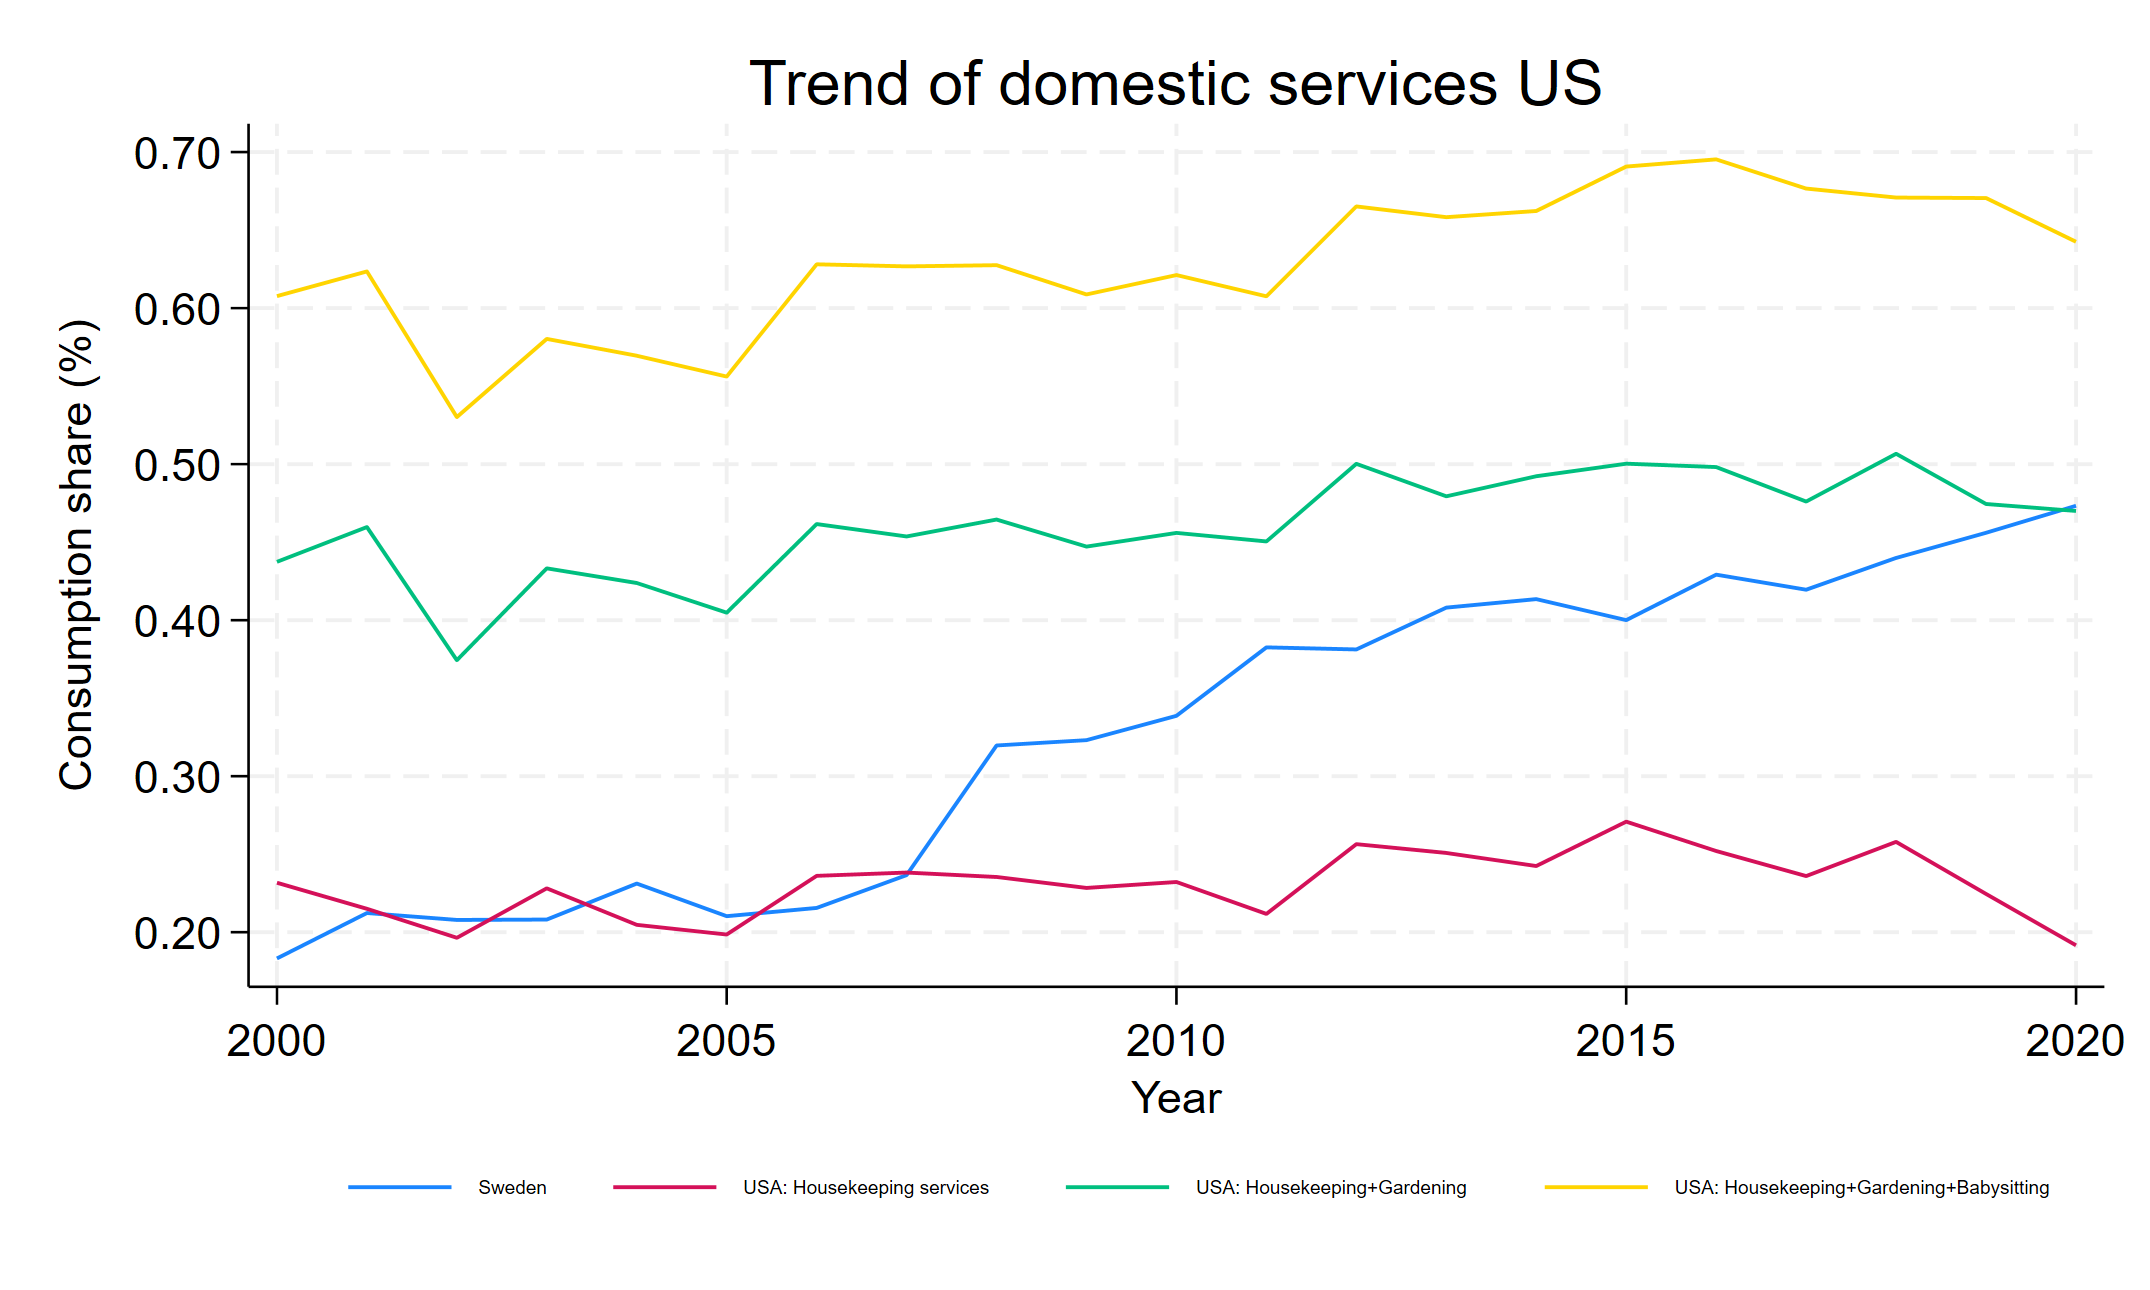 Trend of domestic services US
Consumption share (%)
0.70
0.60
0.50
0.40
0.30
0.20
2000 2005 2010 2015 2020
Year
Sweden USA: Housekeeping services USA: Housekeeping+Gardening USA: Housekeeping+Gardening+Babysitting